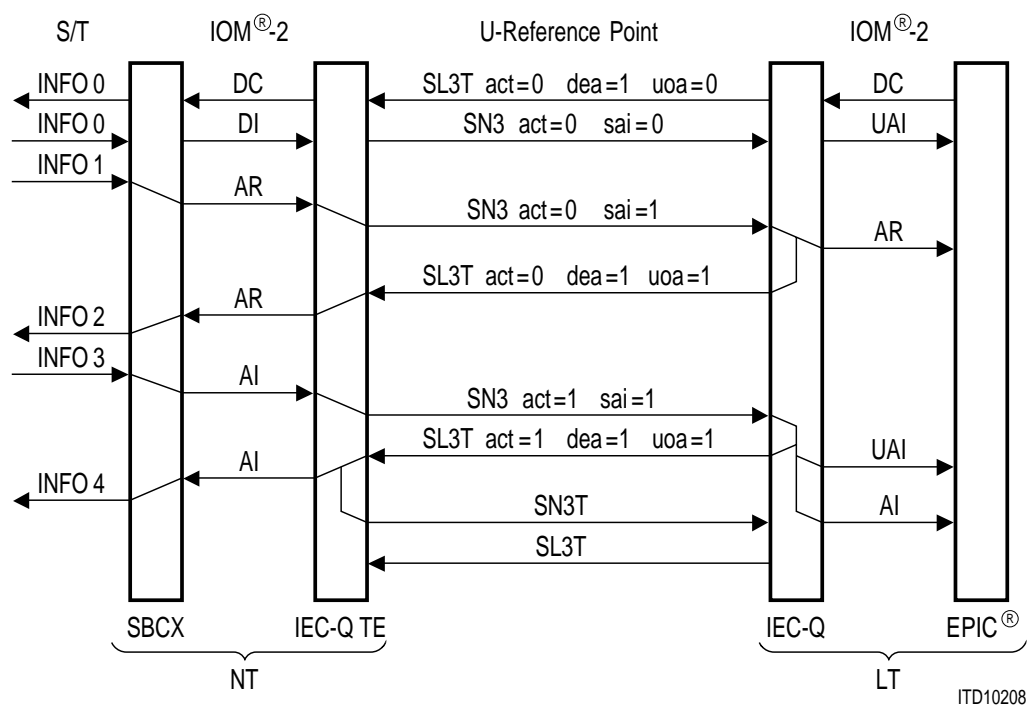 S/T IOM®-2 U-Reference Point IOM®-2
INFO 0 DC SL3T act=0 dea=1 uoa=0 DC
INFO 0 DI SN3 act=0 sai=0 UAI
INFO 1
AR
SN3 act=0 sai=1
AR
SL3T act=0 dea=1 uoa=1
AR
INFO 2
INFO 3
AI
SN3 act=1 sai=1
SL3T act=1 dea=1 uoa=1
UAI
AI
INFO 4
SN3T AI
SL3T
SBCX IEC-Q TE IEC-Q EPIC®
NT LT
ITD10208